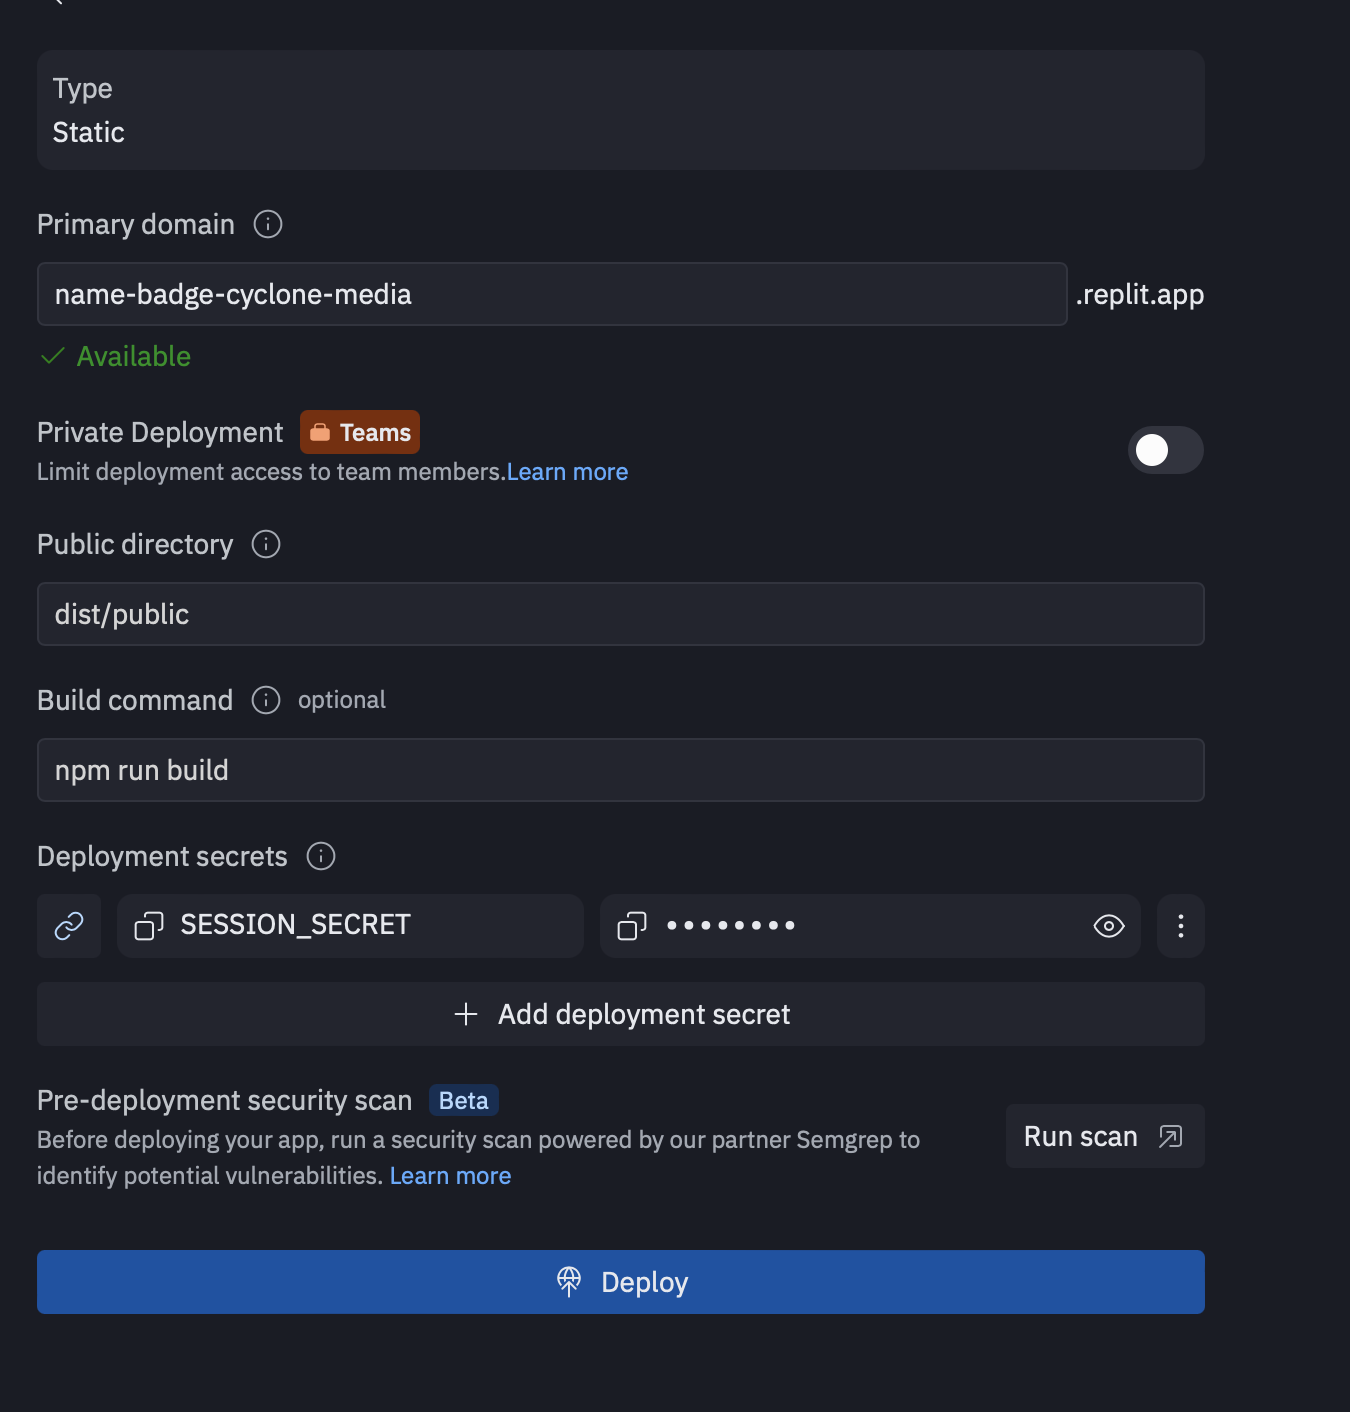 Type
Static
Primary domain
name-badge-cyclone-media .replit.app
Available
Private Deployment Teams
Limit deployment access to team members.Learn more
Public directory
dist/public
Build command optional
npm run build
Deployment secrets
SESSION_SECRET ••••••••
Add deployment secret
Pre-deployment security scan Beta
Before deploying your app, run a security scan powered by our partner Semgrep to
identify potential vulnerabilities. Learn more
Run scan
Deploy